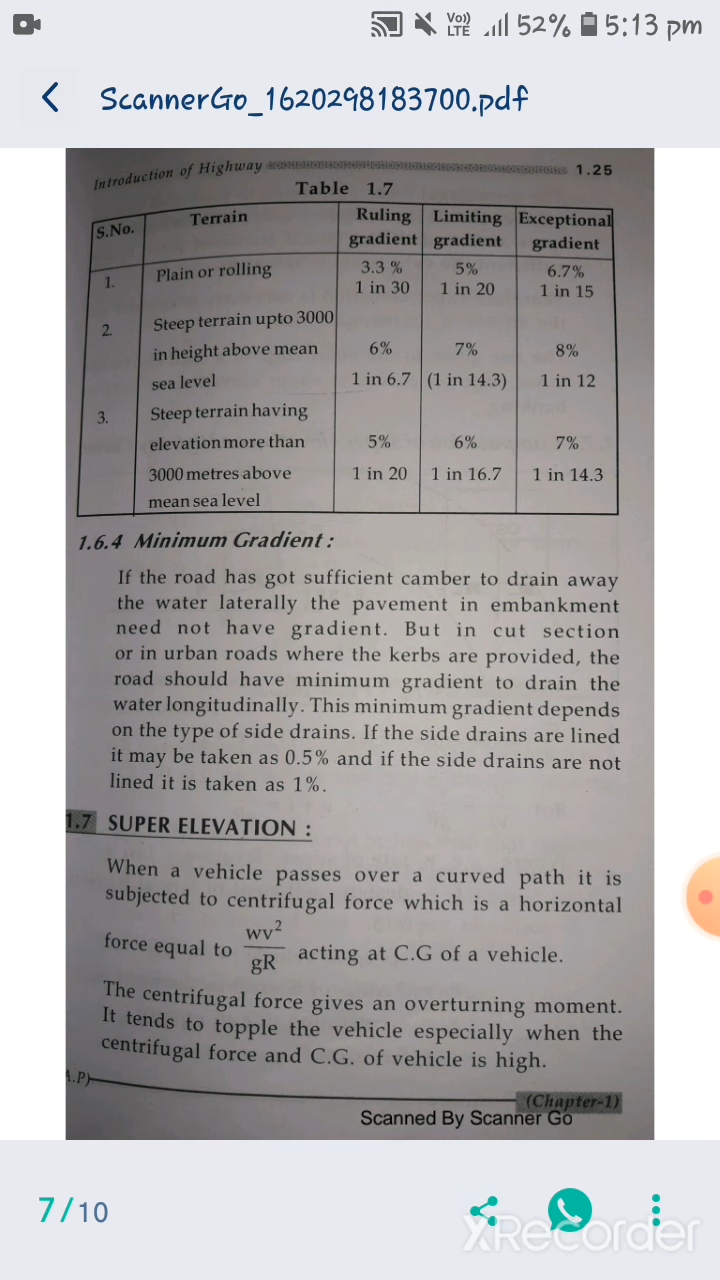 Vo)) LTE 52% 5:13 pm
ScannerGo_1620298183700.pdf
Introduction of Highway 1.25
Table 1.7
S.No. Terrain Ruling gradient Limiting gradient Exceptional gradient
1. Plain or rolling 3.3 % 5% 6.7%
1 in 30 1 in 20 1 in 15
2. Steep terrain upto 3000
in height above mean 6% 7% 8%
sea level 1 in 6.7 (1 in 14.3) 1 in 12
3. Steep terrain having
elevation more than 5% 6% 7%
3000 metres above 1 in 20 1 in 16.7 1 in 14.3
mean sea level
1.6.4 Minimum Gradient :
If the road has got sufficient camber to drain away
the water laterally the pavement in embankment
need not have gradient. But in cut section
or in urban roads where the kerbs are provided, the
road should have minimum gradient to drain the
water longitudinally. This minimum gradient depends
on the type of side drains. If the side drains are lined
it may be taken as 0.5% and if the side drains are not
lined it is taken as 1%.
1.7 SUPER ELEVATION :
When a vehicle passes over a curved path it is
subjected to centrifugal force which is a horizontal
force equal to wv²/gR acting at C.G of a vehicle.
The centrifugal force gives an overturning moment.
It tends to topple the vehicle especially when the
centrifugal force and C.G. of vehicle is high.
A.P)
(Chapter-1)
Scanned By Scanner Go
7/10
XRecorder